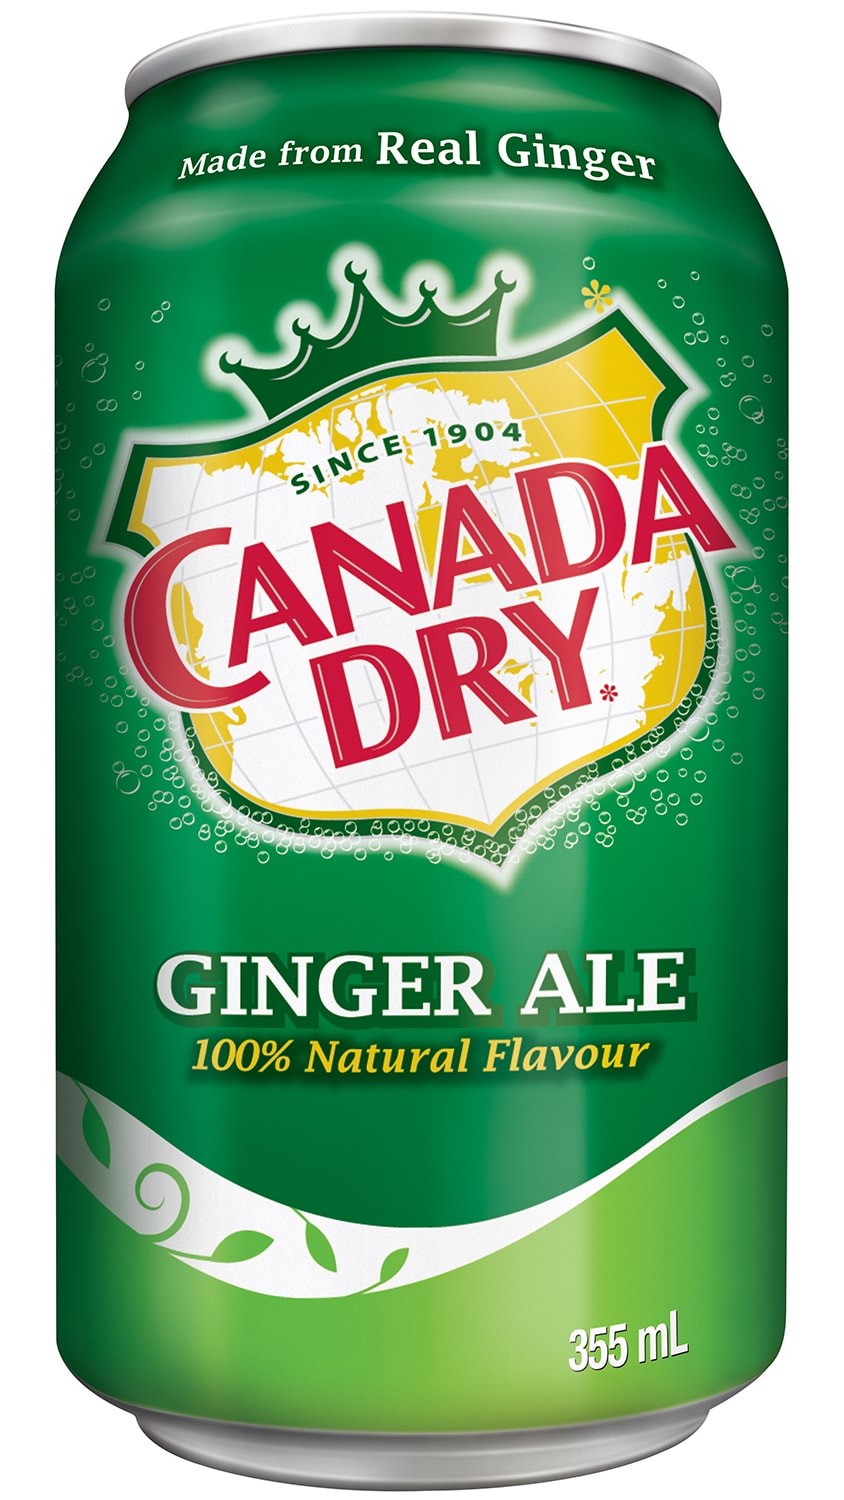 Made from Real Ginger
SINCE 1904
CANADA
DRY*
GINGER ALE
100% Natural Flavour
355 mL